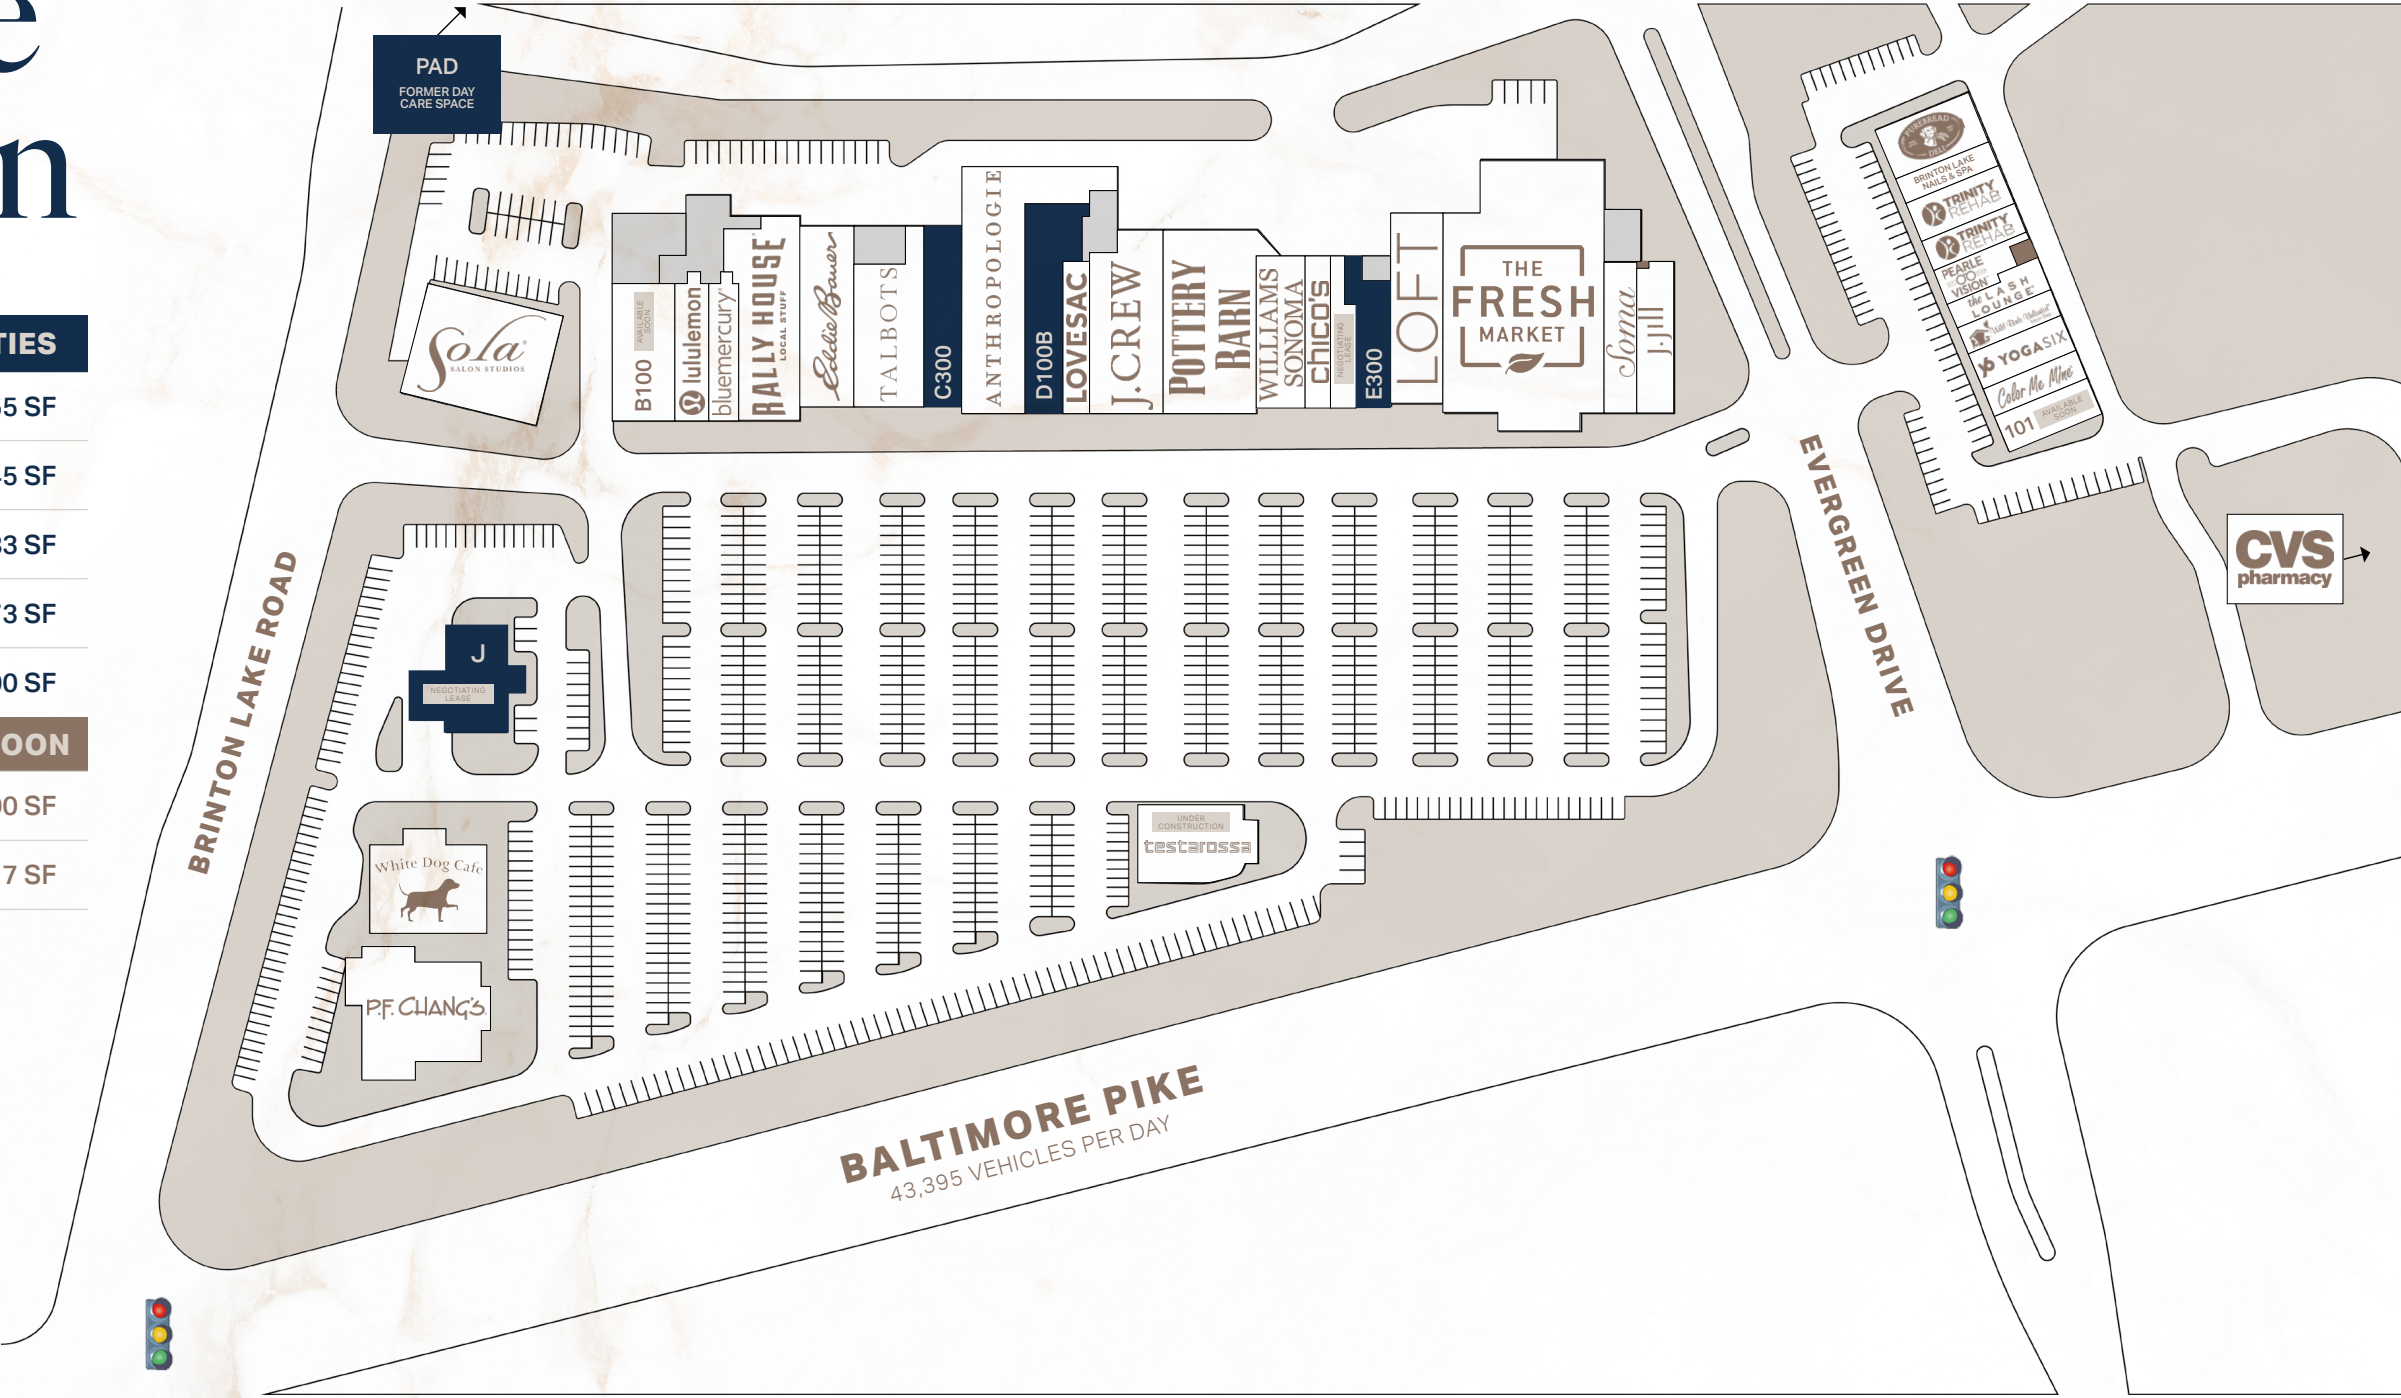 e
n
TIES
5 SF
5 SF
3 SF
73 SF
00 SF
OON
00 SF
7 SF
PAD
FORMER DAY
CARE SPACE
Sola
SALON STUDIOS
B100
AVAILABLE
SOON
lululemon
bluemercury
RALLY HOUSE
LOCAL STUFF
Eddie Bauer
TALBOTS
C300
ANTHROPOLOGIE
D100B
LOVESAC
J.CREW
POTTERY
BARN
WILLIAMS
SONOMA
chico's
NEGOTIATING
LEASE
E300
LOFT
THE
FRESH
MARKET
Soma
J.Jill
PUREBREAD
DELI
BRINTON LAKE
NAILS & SPA
TRINITY
REHAB
TRINITY
REHAB
PEARLE
VISION
the LASH
LOUNGE
YOGASIX
Color Me Mine
101
AVAILABLE
SOON
CVS
pharmacy
EVERGREEN DRIVE
BRINTON LAKE ROAD
J
NEGOTIATING
LEASE
White Dog Cafe
P.F. CHANG'S
UNDER
CONSTRUCTION
testarossa
BALTIMORE PIKE
43,395 VEHICLES PER DAY